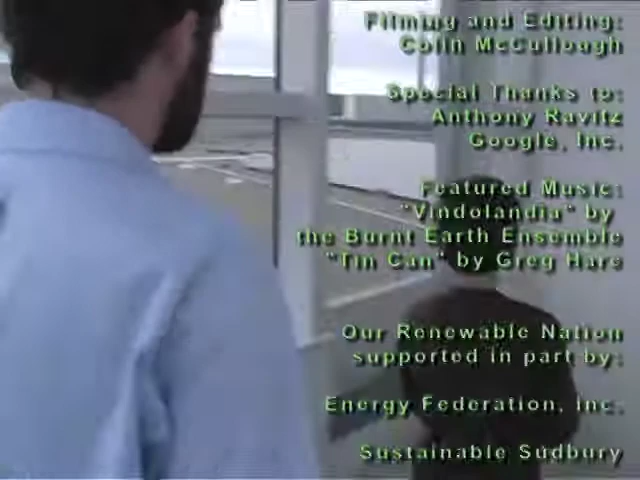 Filming and Editing:
Colin McCullough
Special Thanks to:
Anthony Ravitz
Google, Inc.
Featured Music:
"Vindolandia" by
the Burnt Earth Ensemble
"Tin Can" by Greg Hare
Our Renewable Nation
supported in part by:
Energy Federation, Inc.
Sustainable Sudbury